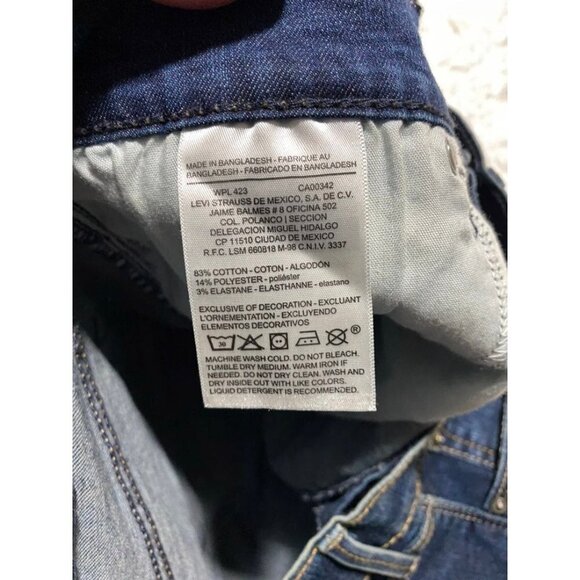 MADE IN BANGLADESH - FABRIQUE AU
BANGLADESH - FABRICADO EN BANGLADESH
WPL 423 CA00342
LEVI STRAUSS DE MEXICO, S.A. DE C.V.
JAIME BALMES # 8 OFICINA 502
COL. POLANCO | SECCION
DELEGACION MIGUEL HIDALGO
CP 11510 CIUDAD DE MEXICO
R.F.C. LSM 660818 M-98 C.N.I.V. 3337
83% COTTON - COTON - ALGODÓN
14% POLYESTER - poliéster
3% ELASTANE - ELASTHANNE - elastano
EXCLUSIVE OF DECORATION - EXCLUANT
L'ORNEMENTATION - EXCLUYENDO
ELEMENTOS DECORATIVOS
30 ®
MACHINE WASH COLD. DO NOT BLEACH.
TUMBLE DRY MEDIUM. WARM IRON IF
NEEDED. DO NOT DRY CLEAN. WASH AND
DRY INSIDE OUT WITH LIKE COLORS.
LIQUID DETERGENT IS RECOMMENDED.